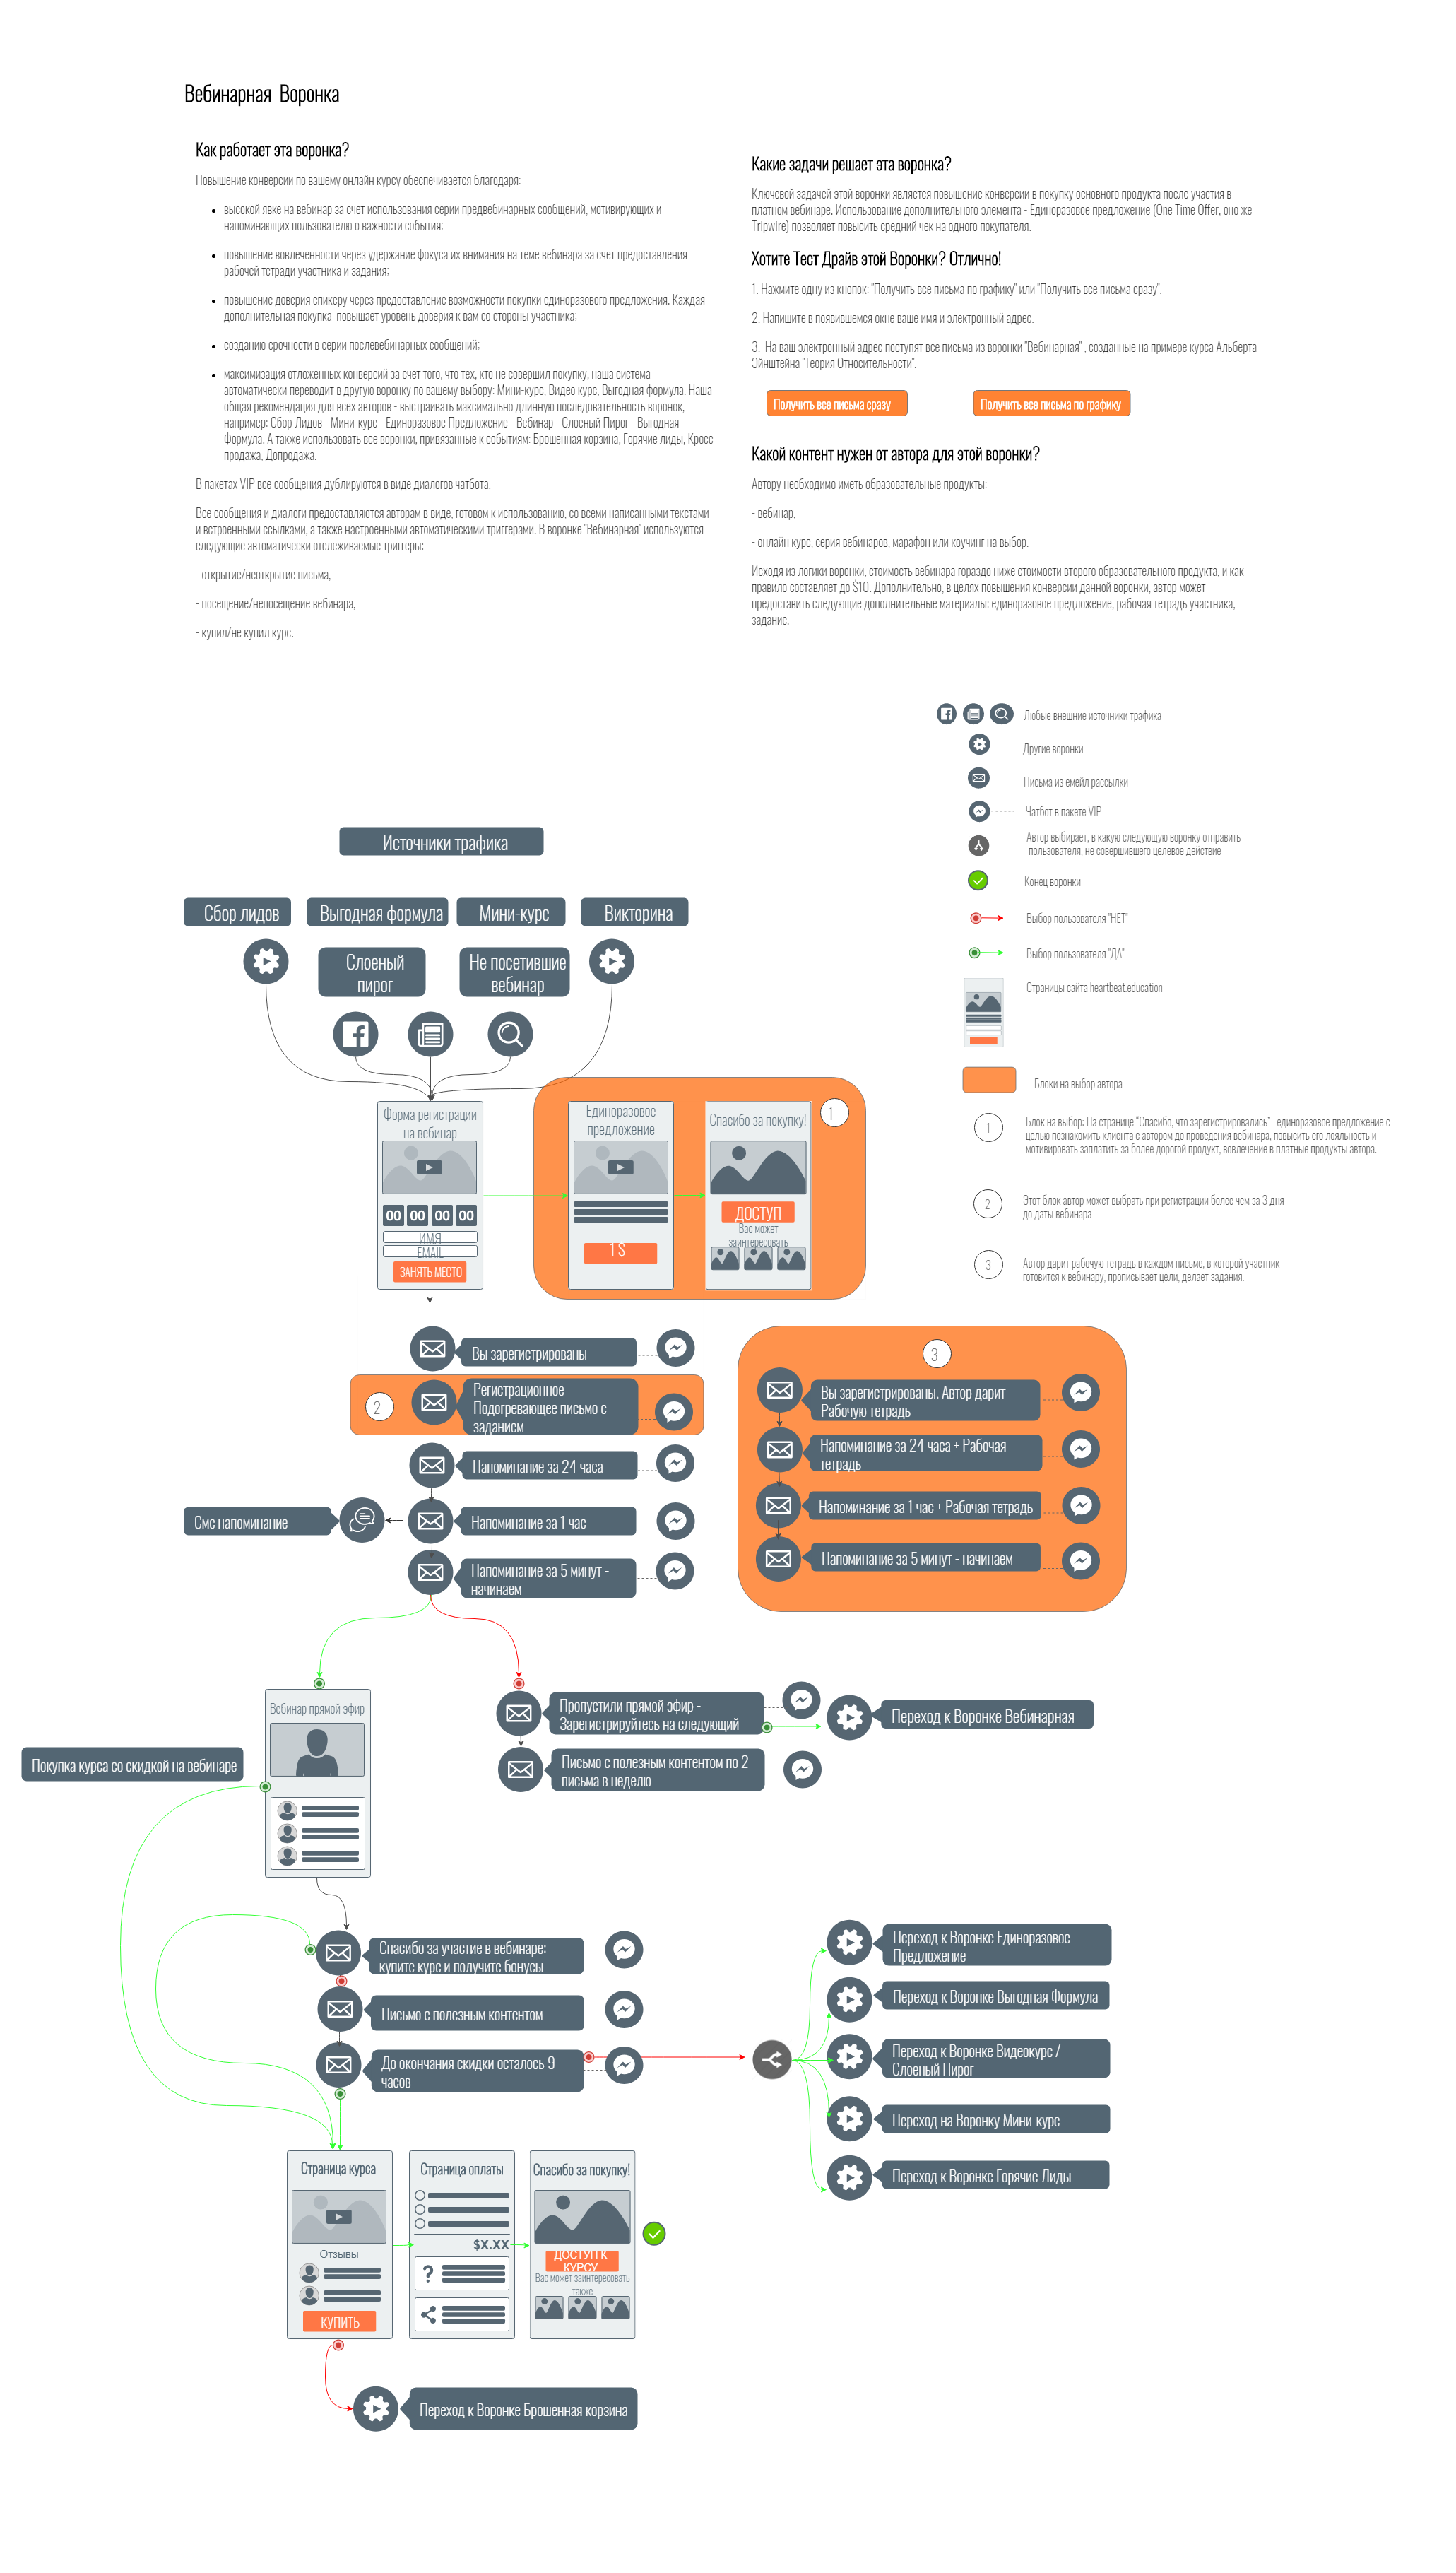 Вебинарная Воронка
Как работает эта воронка?
Повышение конверсии по вашему онлайн курсу обеспечивается благодаря:
• высокой явке на вебинар за счет использования серии предвебинарных сообщений, мотивирующих и
напоминающих пользователю о важности события;
• повышение вовлеченности через удержание фокуса их внимания на теме вебинара за счет предоставления
рабочей тетради участника и задания;
• повышение доверия спикеру через предоставление возможности покупки единоразового предложения. Каждая
дополнительная покупка повышает уровень доверия к вам со стороны участника;
• созданию срочности в серии послевебинарных сообщений;
• максимизация отложенных конверсий за счет того, что тех, кто не совершил покупку, наша система
автоматически переводит в другую воронку по вашему выбору: Мини-курс, Видео курс, Выгодная формула. Наша
общая рекомендация для всех авторов - выстраивать максимально длинную последовательность воронок,
например: Сбор Лидов - Мини-курс - Единоразовое Предложение - Вебинар - Слоеный Пирог - Выгодная
Формула. А также использовать все воронки, привязанные к событиям: Брошенная корзина, Горячие лиды, Кросс
продажа, Допродажа.
В пакетах VIP все сообщения дублируются в виде диалогов чатбота.
Все сообщения и диалоги предоставляются авторам в виде, готовом к использованию, со всеми написанными текстами
и встроенными ссылками, а также настроенными автоматическими триггерами. В воронке "Вебинарная" используются
следующие автоматически отслеживаемые триггеры:
- открытие/неоткрытие письма,
- посещение/непосещение вебинара,
- купил/не купил курс.
Какие задачи решает эта воронка?
Ключевой задачей этой воронки является повышение конверсии в покупку основного продукта после участия в
платном вебинаре. Использование дополнительного элемента - Единоразовое предложение (One Time Offer, оно же
Tripwire) позволяет повысить средний чек на одного покупателя.
Хотите Тест Драйв этой Воронки? Отлично!
1. Нажмите одну из кнопок: "Получить все письма по графику" или "Получить все письма сразу".
2. Напишите в появившемся окне ваше имя и электронный адрес.
3. На ваш электронный адрес поступят все письма из воронки "Вебинарная" , созданные на примере курса Альберта
Эйнштейна "Теория Относительности".
Получить все письма сразу
Получить все письма по графику
Какой контент нужен от автора для этой воронки?
Автору необходимо иметь образовательные продукты:
- вебинар,
- онлайн курс, серия вебинаров, марафон или коучинг на выбор.
Исходя из логики воронки, стоимость вебинара гораздо ниже стоимости второго образовательного продукта, и как
правило составляет до $10. Дополнительно, в целях повышения конверсии данной воронки, автор может
предоставить следующие дополнительные материалы: единоразовое предложение, рабочая тетрадь участника,
задание.
Любые внешние источники трафика
Другие воронки
Письма из емейл рассылки
Чатбот в пакете VIP
Автор выбирает, в какую следующую воронку отправить
пользователя, не совершившего целевое действие
Конец воронки
Выбор пользователя "НЕТ"
Выбор пользователя "ДА"
Страницы сайта heartbeat.education
Блоки на выбор автора
1
Блок на выбор: На странице "Спасибо, что зарегистрировались" единоразовое предложение с
целью познакомить клиента с автором до проведения вебинара, повысить его лояльность и
мотивировать заплатить за более дорогой продукт, вовлечение в платные продукты автора.
2
Этот блок автор может выбрать при регистрации более чем за 3 дня
до даты вебинара
3
Автор дарит рабочую тетрадь в каждом письме, в которой участник
готовится к вебинару, прописывает цели, делает задания.
Источники трафика
Сбор лидов
Выгодная формула
Мини-курс
Викторина
Слоеный
пирог
Не посетившие
вебинар
Форма регистрации
на вебинар
00 00 00 00
ИМЯ
EMAIL
ЗАНЯТЬ МЕСТО
Единоразовое
предложение
1 $
Спасибо за покупку!
ДОСТУП
Вас может
заинтересовать
1
Вы зарегистрированы
2
Регистрационное
Подогревающее письмо с
заданием
Напоминание за 24 часа
Смс напоминание
Напоминание за 1 час
Напоминание за 5 минут -
начинаем
3
Вы зарегистрированы. Автор дарит
Рабочую тетрадь
Напоминание за 24 часа + Рабочая
тетрадь
Напоминание за 1 час + Рабочая тетрадь
Напоминание за 5 минут - начинаем
Вебинар прямой эфир
Покупка курса со скидкой на вебинаре
Пропустили прямой эфир -
Зарегистрируйтесь на следующий
Переход к Воронке Вебинарная
Письмо с полезным контентом по 2
письма в неделю
Спасибо за участие в вебинаре:
купите курс и получите бонусы
Письмо с полезным контентом
До окончания скидки осталось 9
часов
Переход к Воронке Единоразовое
Предложение
Переход к Воронке Выгодная Формула
Переход к Воронке Видеокурс /
Слоеный Пирог
Переход на Воронку Мини-курс
Переход к Воронке Горячие Лиды
Страница курса
Отзывы
КУПИТЬ
Страница оплаты
$X.XX
?
Спасибо за покупку!
ДОСТУП К
КУРСУ
Вас может заинтересовать
также
Переход к Воронке Брошенная корзина